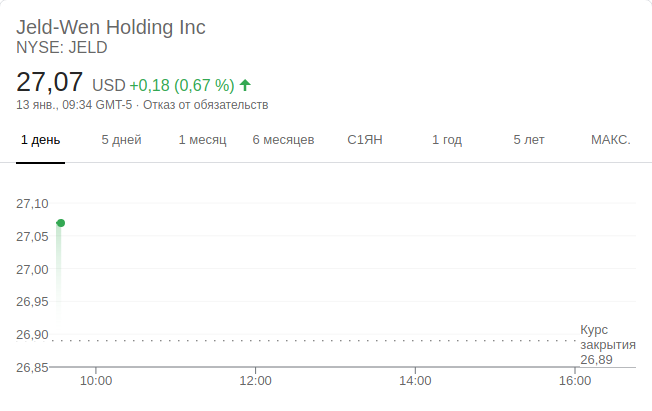 Jeld-Wen Holding Inc
NYSE: JELD
27,07 USD +0,18 (0,67 %)
13 янв., 09:34 GMT-5 · Отказ от обязательств
1 день 5 дней 1 месяц 6 месяцев С1ЯН 1 год 5 лет МАКС.
27,10
27,05
27,00
26,95
26,90
26,85
Курс
закрытия
26,89
10:00 12:00 14:00 16:00